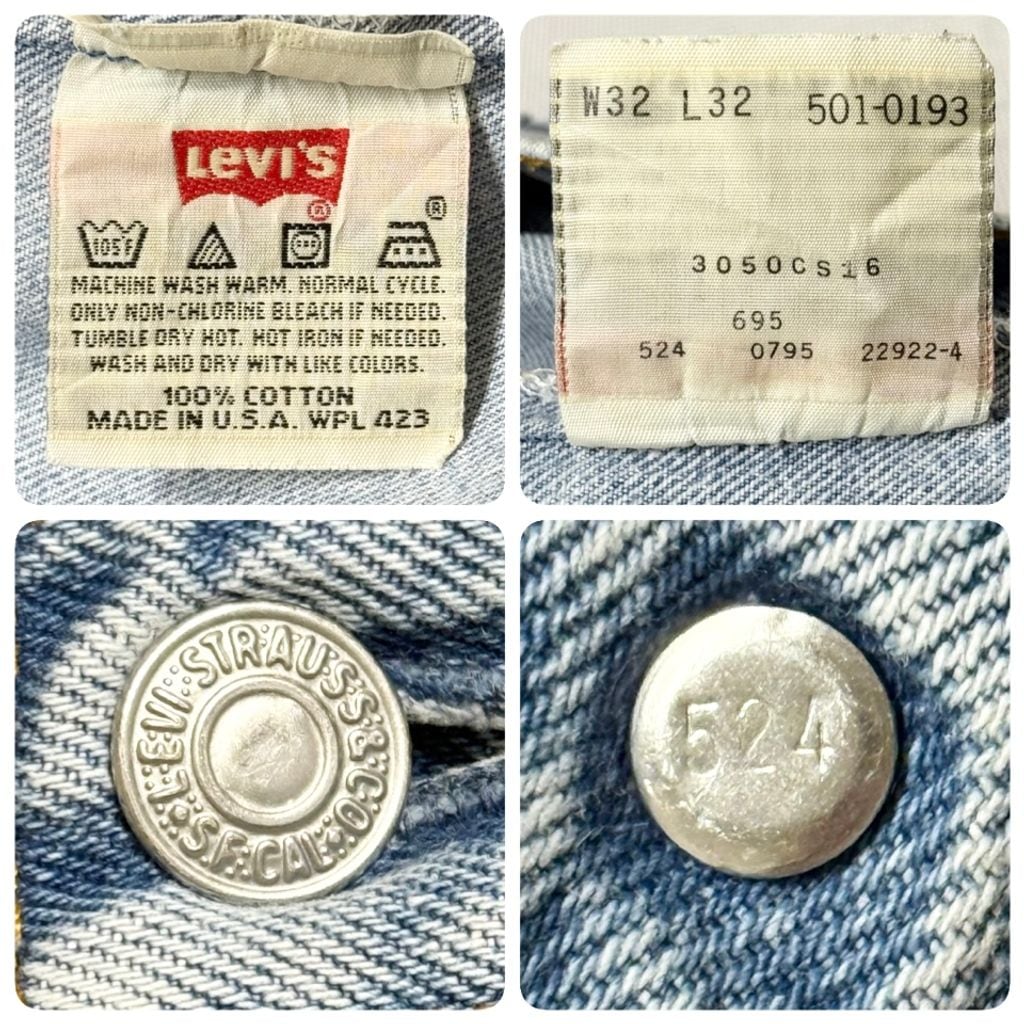 LEVI'S
®
®
105°F
MACHINE WASH WARM. NORMAL CYCLE.
ONLY NON-CHLORINE BLEACH IF NEEDED.
TUMBLE DRY HOT. HOT IRON IF NEEDED.
WASH AND DRY WITH LIKE COLORS.
100% COTTON
MADE IN U.S.A. WPL 423
W32 L32 501-0193
3050CS16
695
524 0795 22922-4
LEVI STRAUSS & CO. S.F. CAL
524